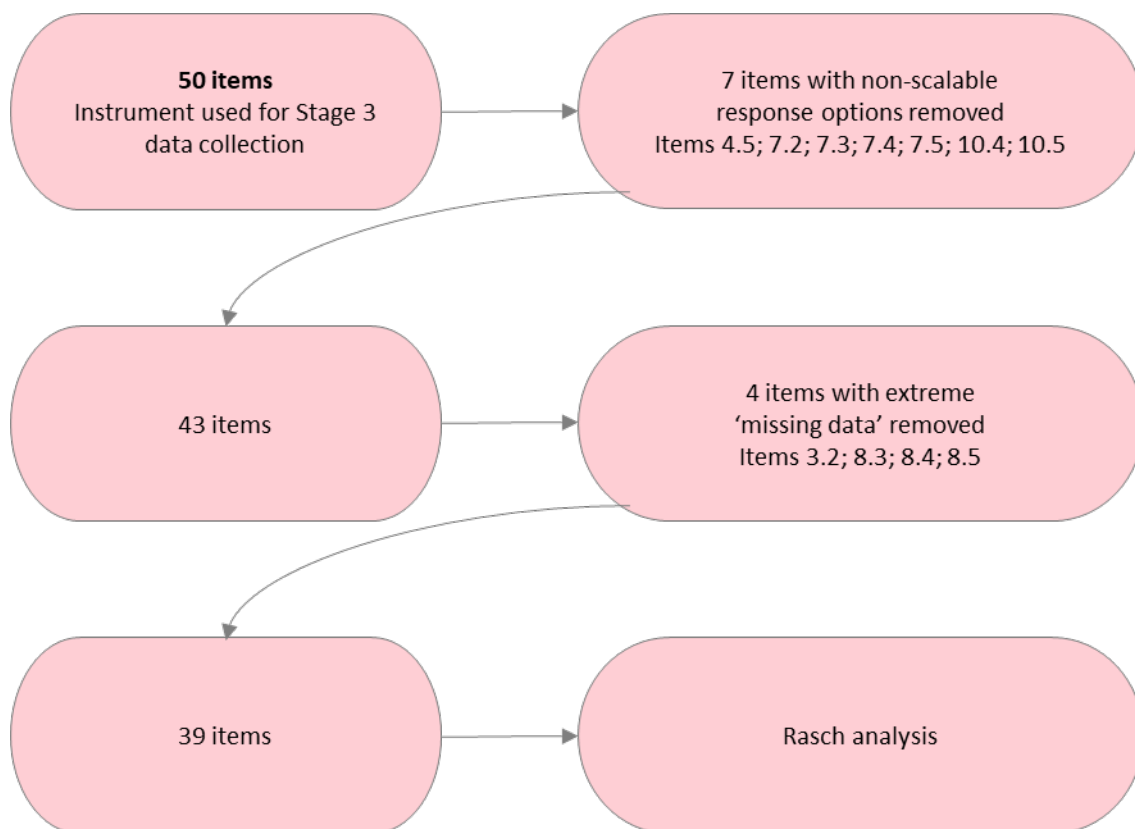 50 items
Instrument used for Stage 3
data collection
7 items with non-scalable
response options removed
Items 4.5; 7.2; 7.3; 7.4; 7.5; 10.4; 10.5
43 items
4 items with extreme
‘missing data’ removed
Items 3.2; 8.3; 8.4; 8.5
39 items
Rasch analysis